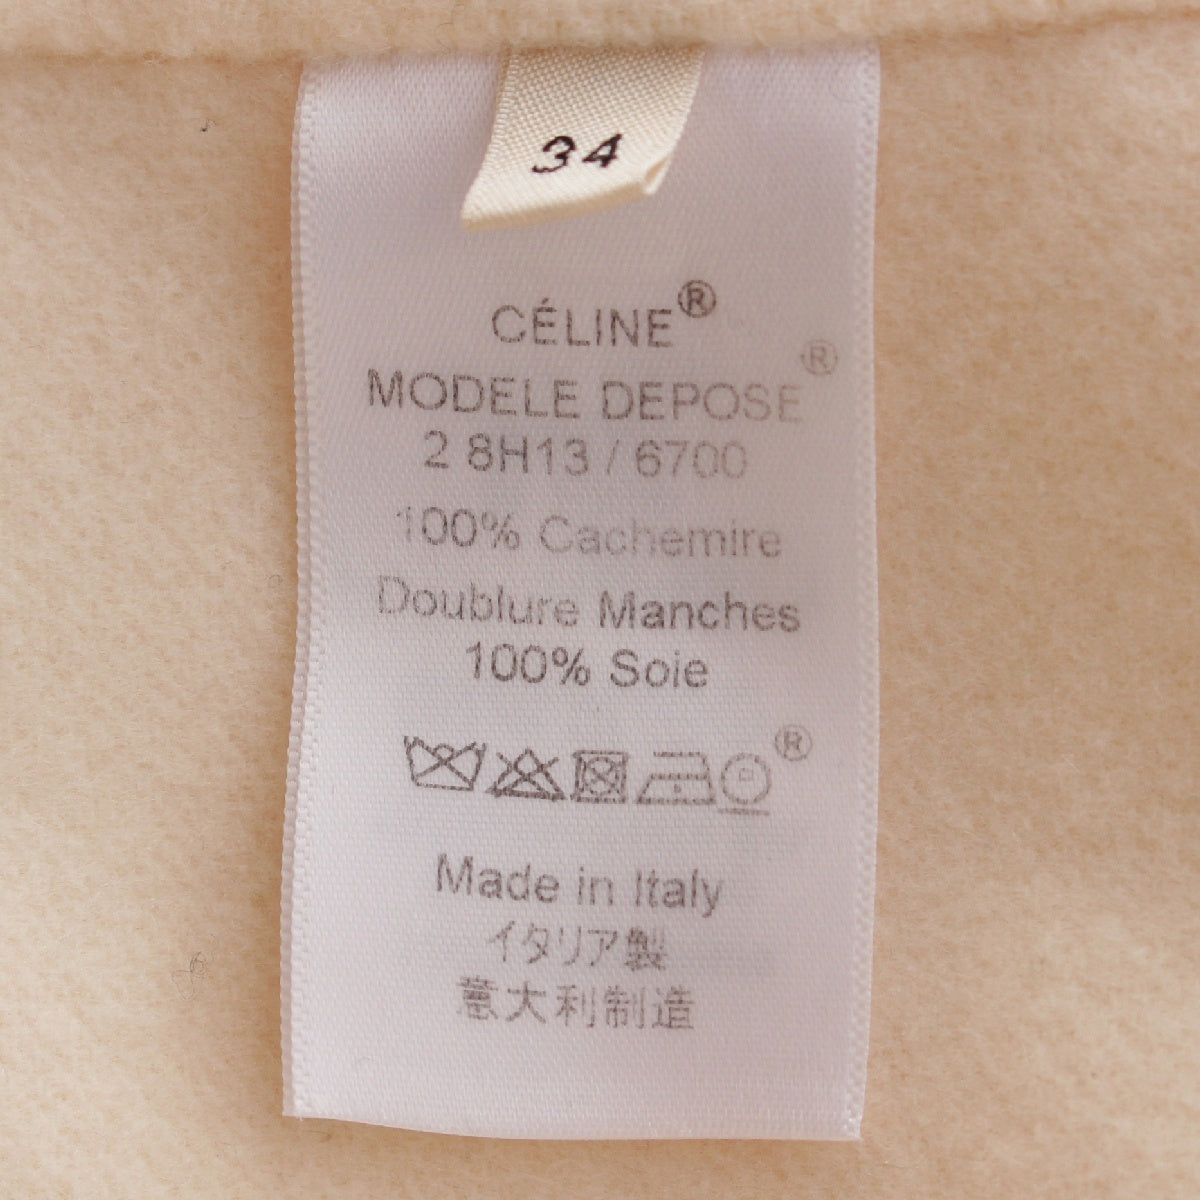 34
CÉLINE®
MODELE DEPOSE®
2 8H13 / 6700
100% Cachemire
Doublure Manches
100% Soie
®
Made in Italy
イタリア製
意大利制造